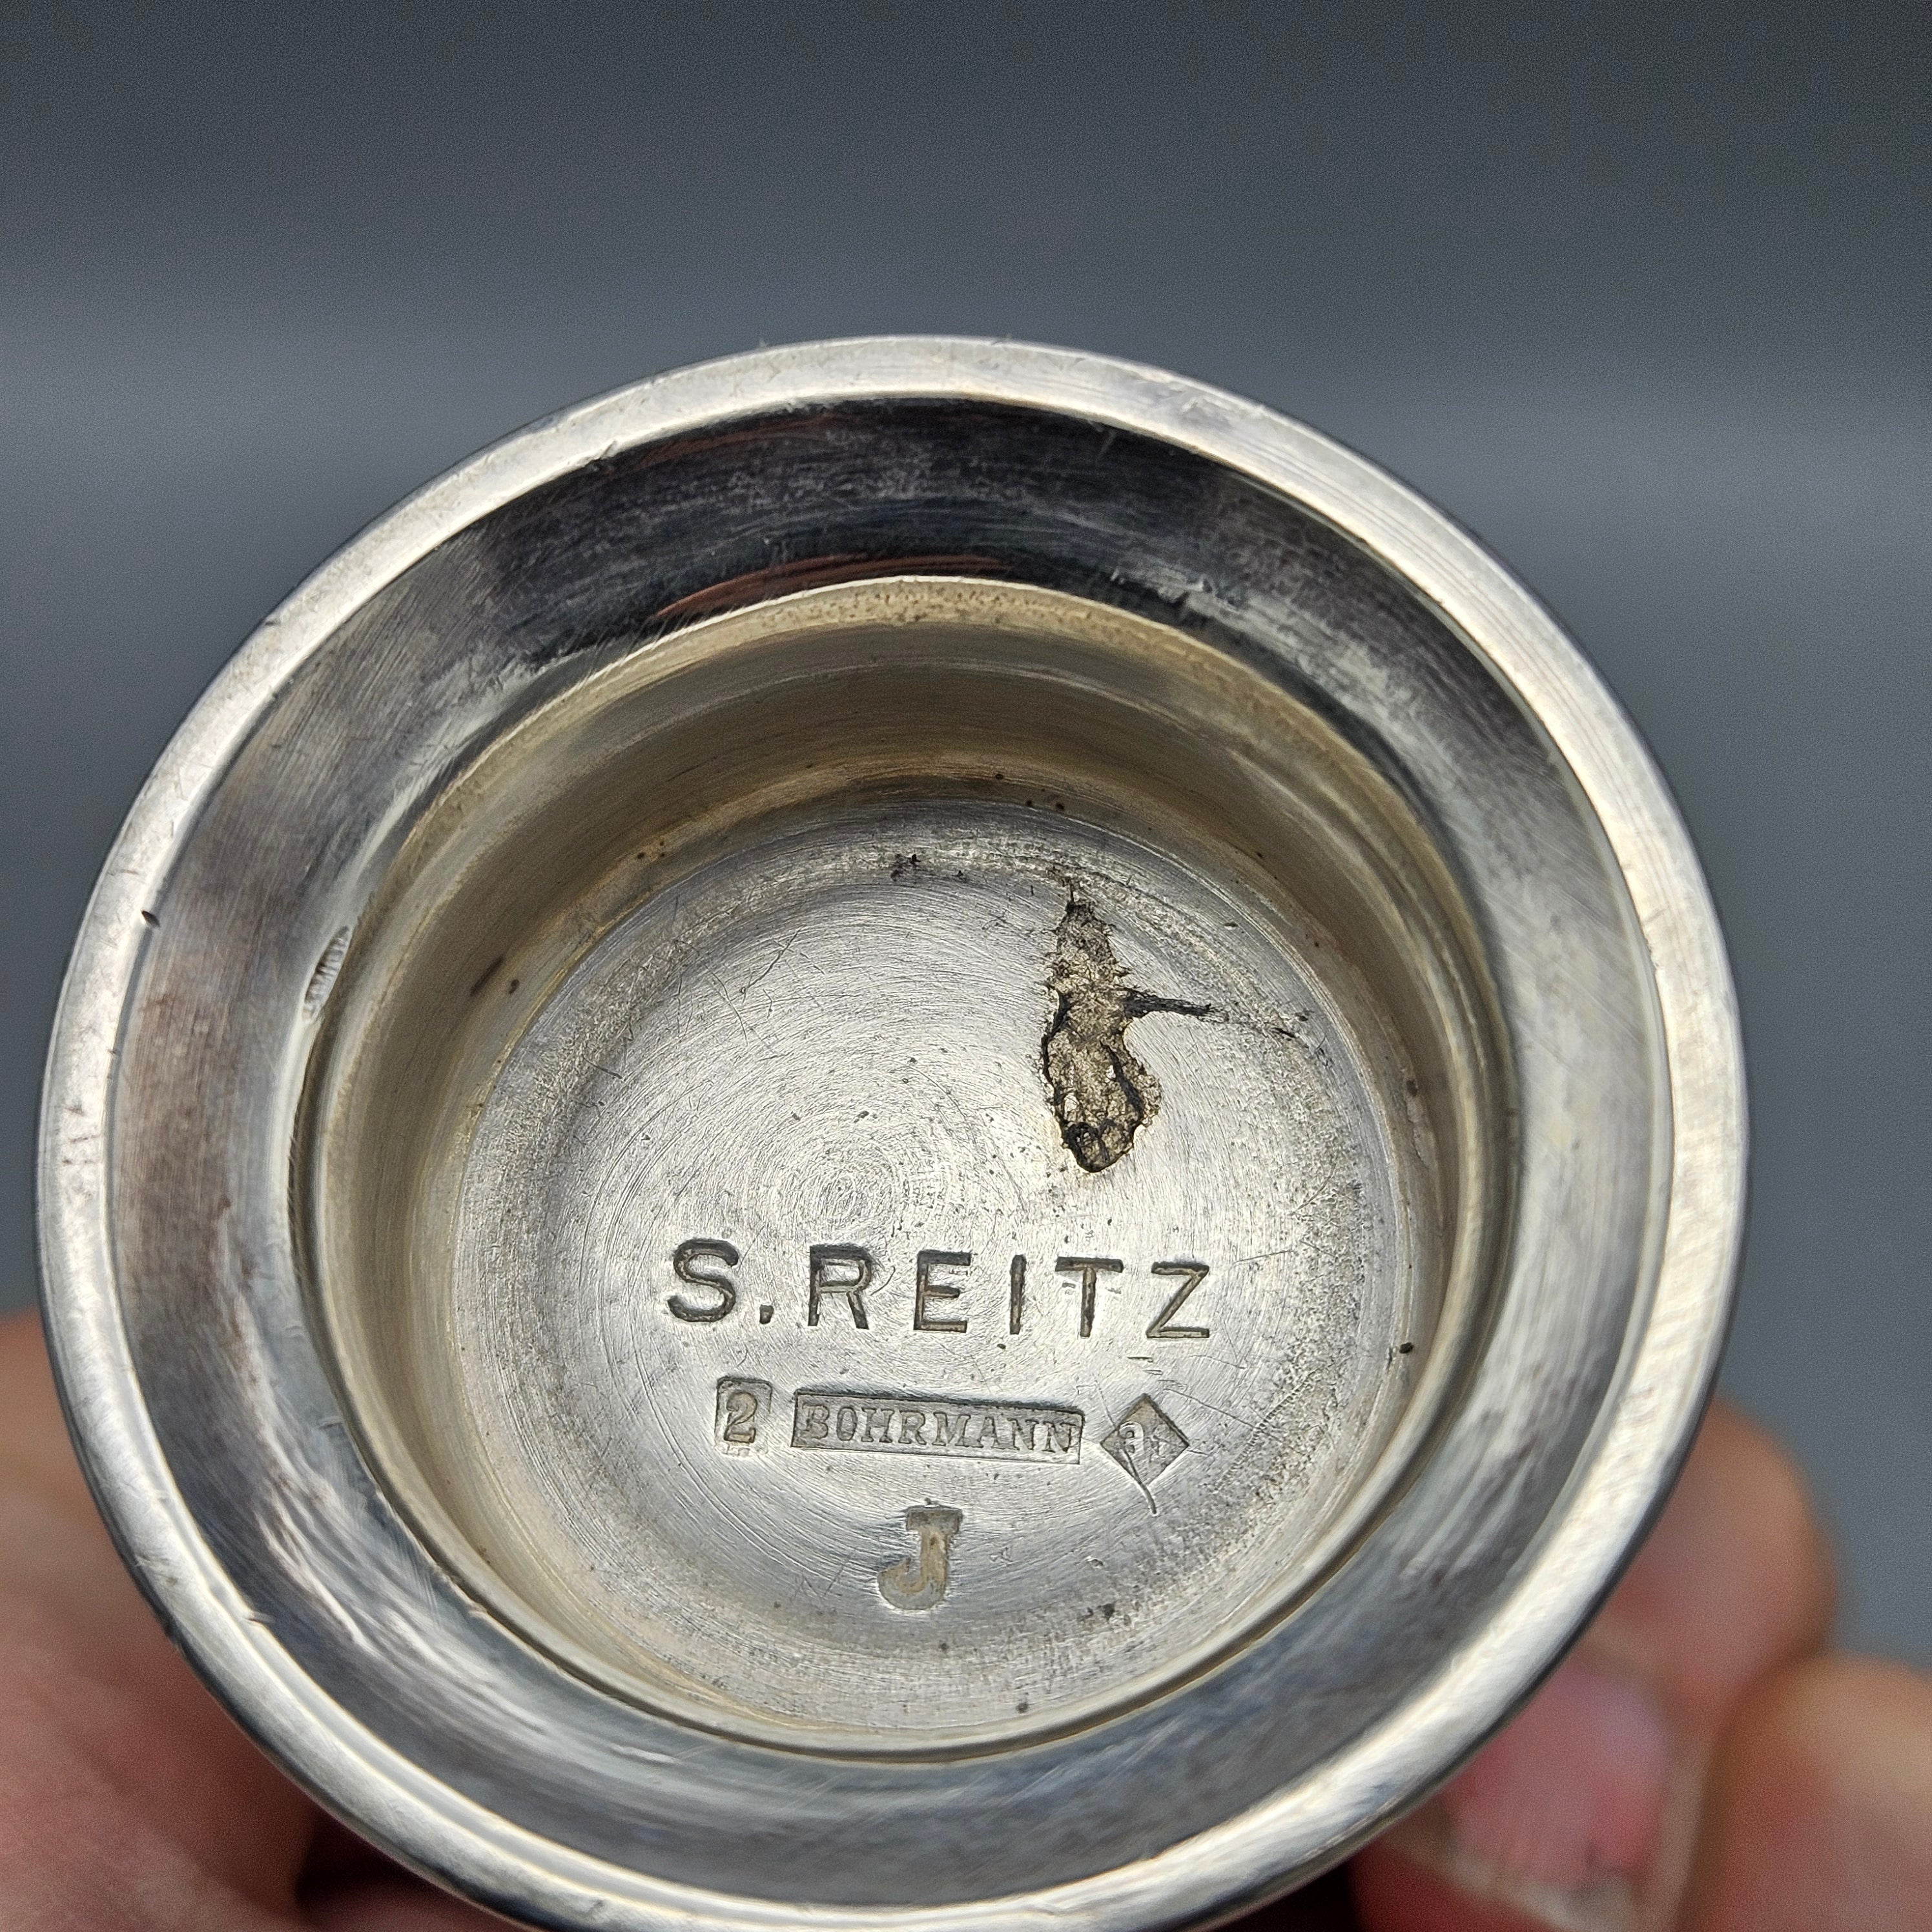 S.REITZ
2 BOHRMANN
J